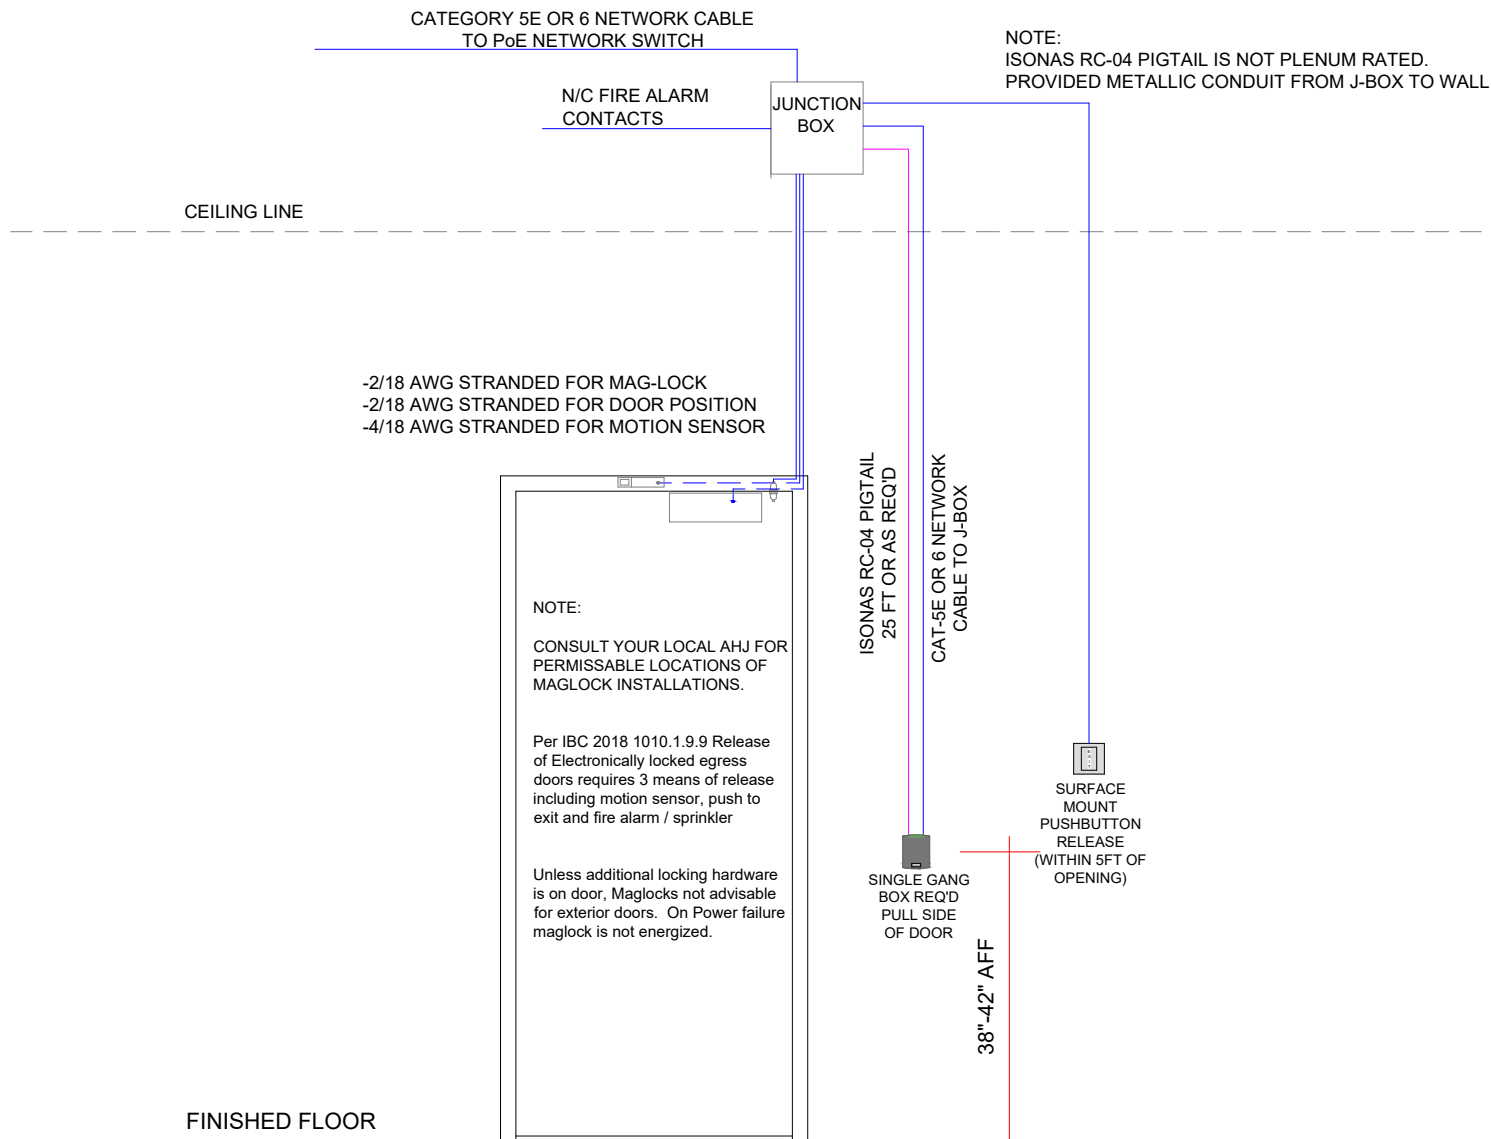 CATEGORY 5E OR 6 NETWORK CABLE
TO PoE NETWORK SWITCH
NOTE:
ISONAS RC-04 PIGTAIL IS NOT PLENUM RATED.
PROVIDED METALLIC CONDUIT FROM J-BOX TO WALL
N/C FIRE ALARM
CONTACTS
JUNCTION
BOX
CEILING LINE
-2/18 AWG STRANDED FOR MAG-LOCK
-2/18 AWG STRANDED FOR DOOR POSITION
-4/18 AWG STRANDED FOR MOTION SENSOR
ISONAS RC-04 PIGTAIL
25 FT OR AS REQ'D
CAT-5E OR 6 NETWORK
CABLE TO J-BOX
NOTE:
CONSULT YOUR LOCAL AHJ FOR
PERMISSABLE LOCATIONS OF
MAGLOCK INSTALLATIONS.
Per IBC 2018 1010.1.9.9 Release
of Electronically locked egress
doors requires 3 means of release
including motion sensor, push to
exit and fire alarm / sprinkler
Unless additional locking hardware
is on door, Maglocks not advisable
for exterior doors.  On Power failure
maglock is not energized.
EXIT
SURFACE
MOUNT
PUSHBUTTON
RELEASE
(WITHIN 5FT OF
OPENING)
SINGLE GANG
BOX REQ'D
PULL SIDE
OF DOOR
38"-42" AFF
FINISHED FLOOR